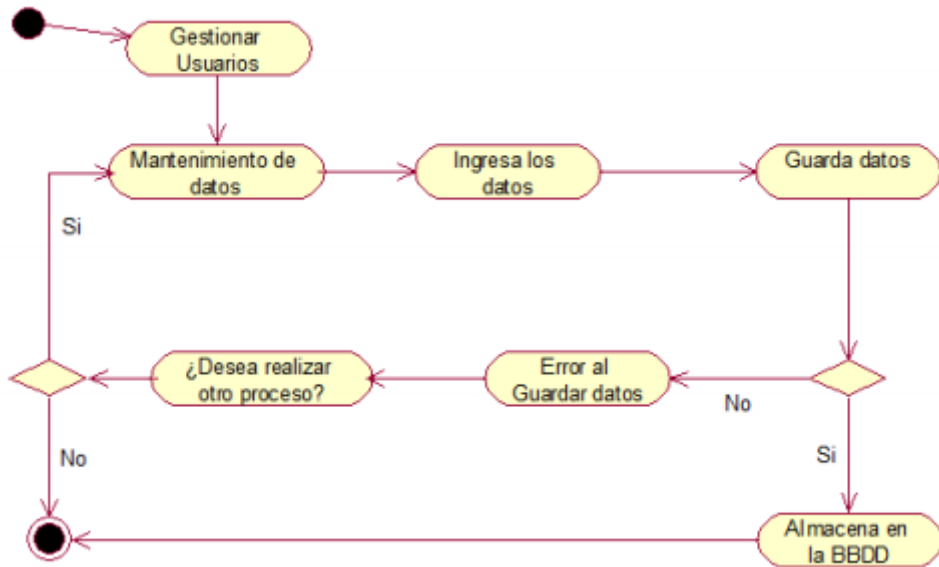 Gestionar
Usuarios
Mantenimiento de
datos
Ingresa los
datos
Guarda datos
Si
¿Desea realizar
otro proceso?
Error al
Guardar datos
No
No
Si
Almacena en
la BBDD